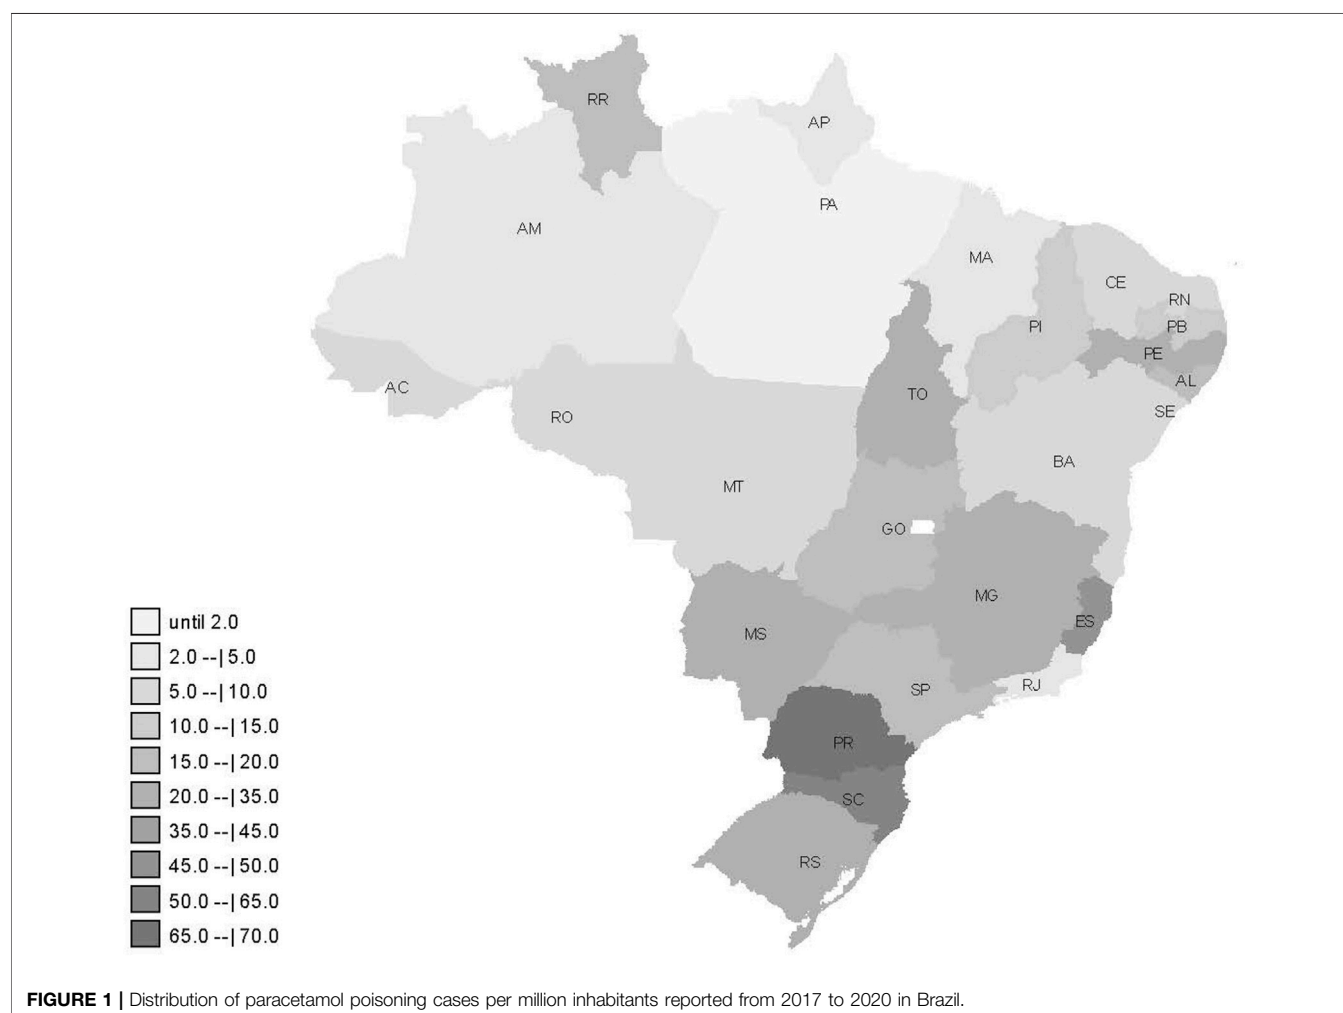 RR
AP
PA
AM
MA
CE
RN
PI
PB
PE
AL
AC
TO
SE
RO
BA
MT
GO
MG
until 2.0
ES
MS
2.0 --| 5.0
RJ
SP
5.0 --| 10.0
10.0 --| 15.0
PR
15.0 --| 20.0
20.0 --| 35.0
SC
35.0 --| 45.0
RS
45.0 --| 50.0
50.0 --| 65.0
65.0 --| 70.0
FIGURE 1 | Distribution of paracetamol poisoning cases per million inhabitants reported from 2017 to 2020 in Brazil.